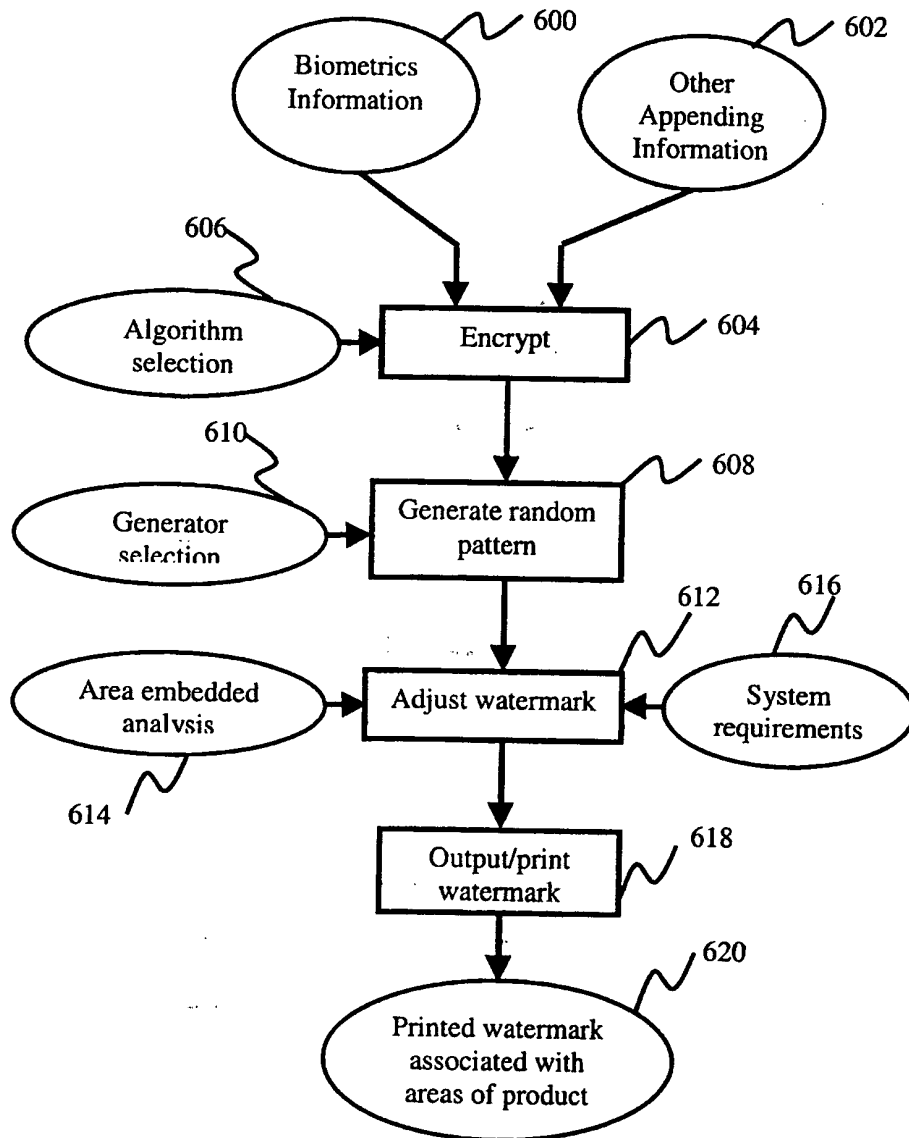 600
602
Biometrics
Information
Other
Appending
Information
606
Algorithm
selection
Encrypt
604
610
608
Generator
selection
Generate random
pattern
612
616
Area embedded
analysis
Adjust watermark
System
requirements
614
Output/print
watermark
618
620
Printed watermark
associated with
areas of product